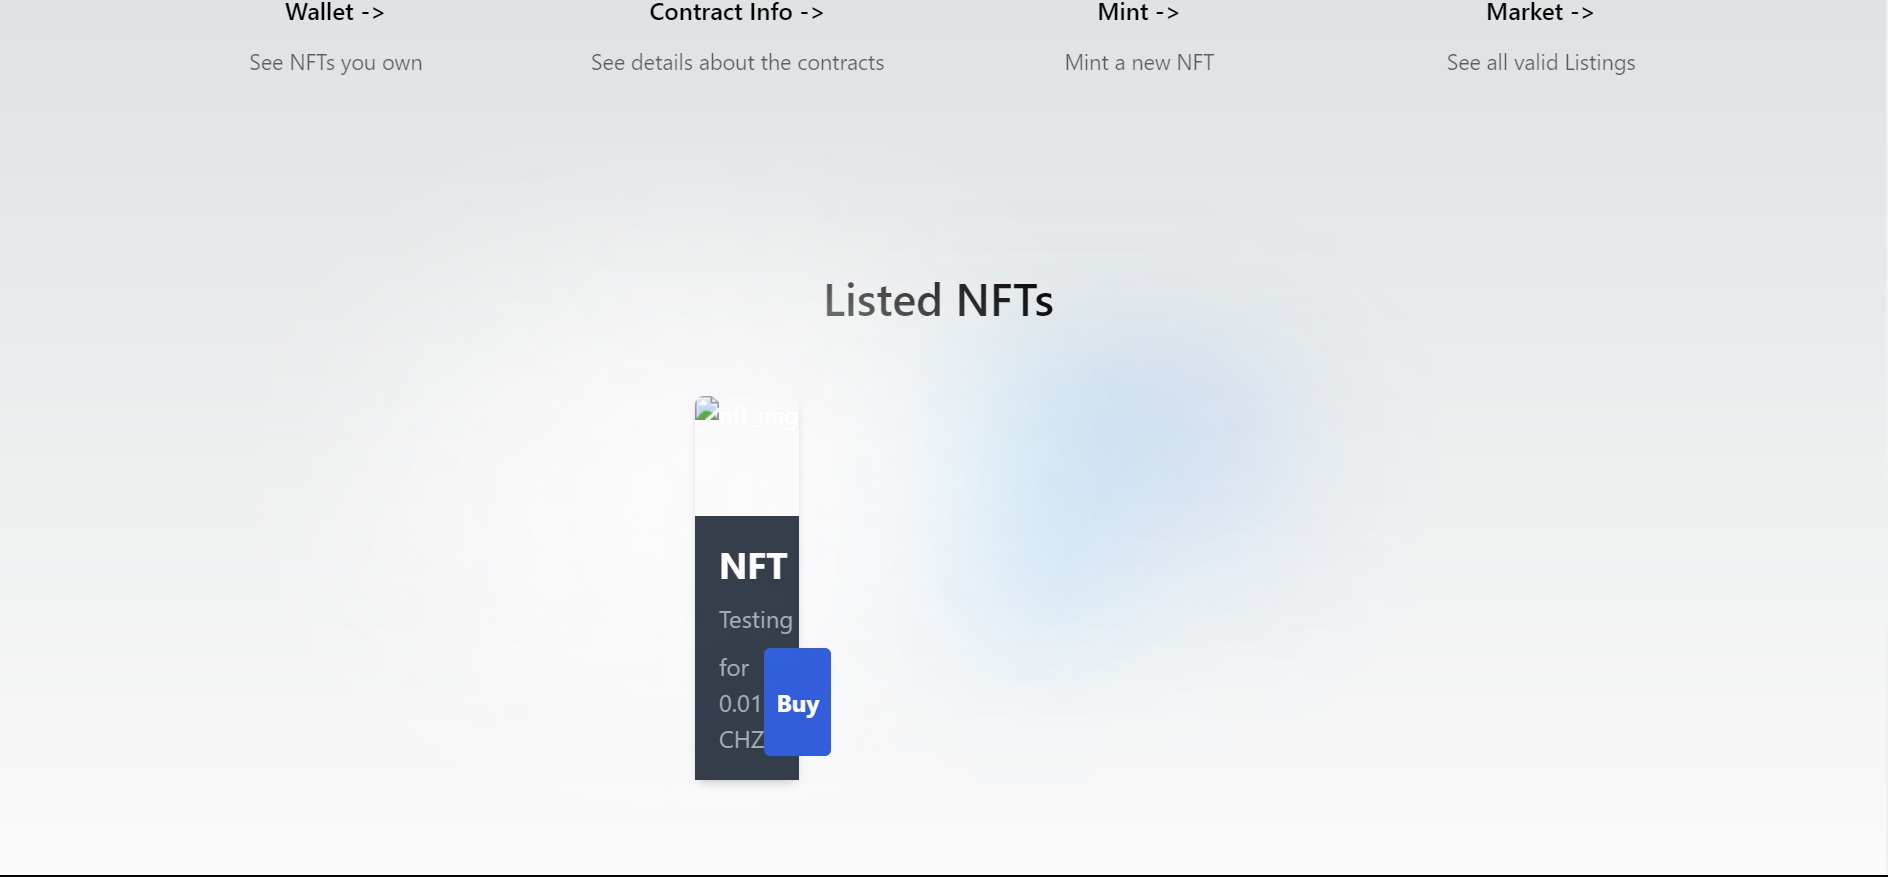 Wallet -> Contract Info -> Mint -> Market ->
See NFTs you own See details about the contracts Mint a new NFT See all valid Listings
Listed NFTs
nft_img
NFT
Testing
for
0.01
CHZ
Buy